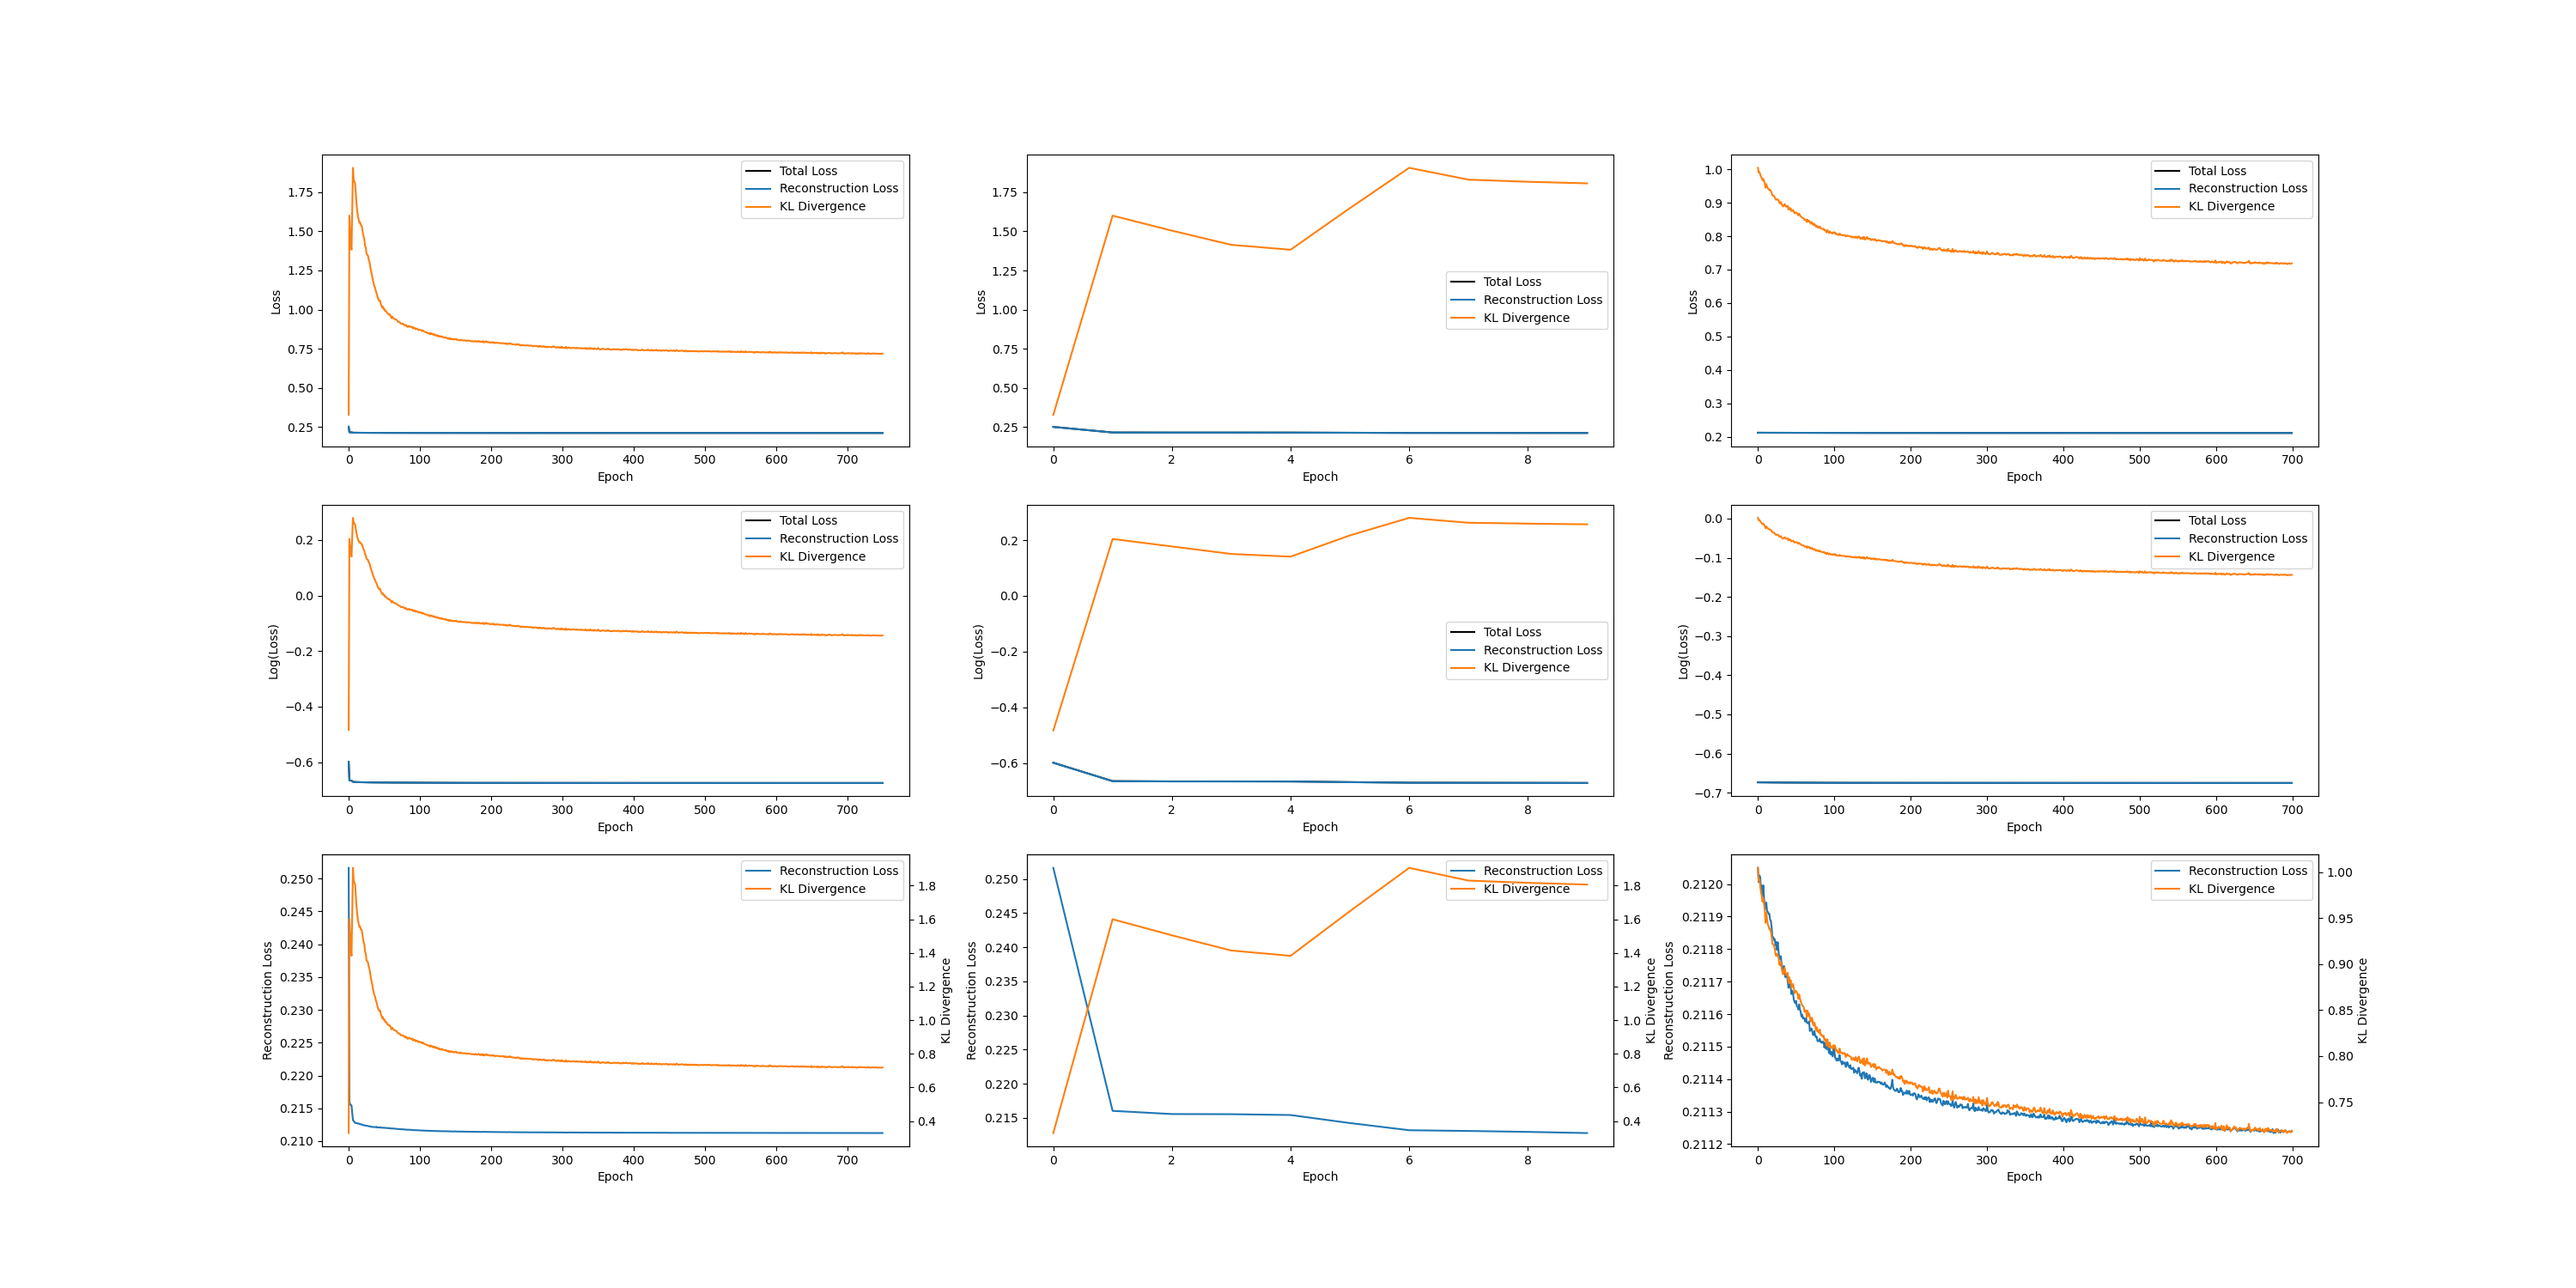 Total Loss
Reconstruction Loss
KL Divergence
1.75
1.50
1.25
1.00
0.75
0.50
0.25
Loss
0 100 200 300 400 500 600 700
Epoch
Total Loss
Reconstruction Loss
KL Divergence
1.75
1.50
1.25
1.00
0.75
0.50
0.25
Loss
0 2 4 6 8
Epoch
Total Loss
Reconstruction Loss
KL Divergence
1.0
0.9
0.8
0.7
0.6
0.5
0.4
0.3
0.2
Loss
0 100 200 300 400 500 600 700
Epoch
Total Loss
Reconstruction Loss
KL Divergence
0.2
0.0
−0.2
−0.4
−0.6
Log(Loss)
0 100 200 300 400 500 600 700
Epoch
Total Loss
Reconstruction Loss
KL Divergence
0.2
0.0
−0.2
−0.4
−0.6
Log(Loss)
0 2 4 6 8
Epoch
Total Loss
Reconstruction Loss
KL Divergence
0.0
−0.1
−0.2
−0.3
−0.4
−0.5
−0.6
−0.7
Log(Loss)
0 100 200 300 400 500 600 700
Epoch
Reconstruction Loss
KL Divergence
0.250
0.245
0.240
0.235
0.230
0.225
0.220
0.215
0.210
Reconstruction Loss
0 100 200 300 400 500 600 700
Epoch
1.8
1.6
1.4
1.2
1.0
0.8
0.6
0.4
KL Divergence
Reconstruction Loss
KL Divergence
0.250
0.245
0.240
0.235
0.230
0.225
0.220
0.215
Reconstruction Loss
0 2 4 6 8
Epoch
1.8
1.6
1.4
1.2
1.0
0.8
0.6
0.4
KL Divergence
Reconstruction Loss
KL Divergence
0.2120
0.2119
0.2118
0.2117
0.2116
0.2115
0.2114
0.2113
0.2112
Reconstruction Loss
0 100 200 300 400 500 600 700
Epoch
1.00
0.95
0.90
0.85
0.80
0.75
KL Divergence